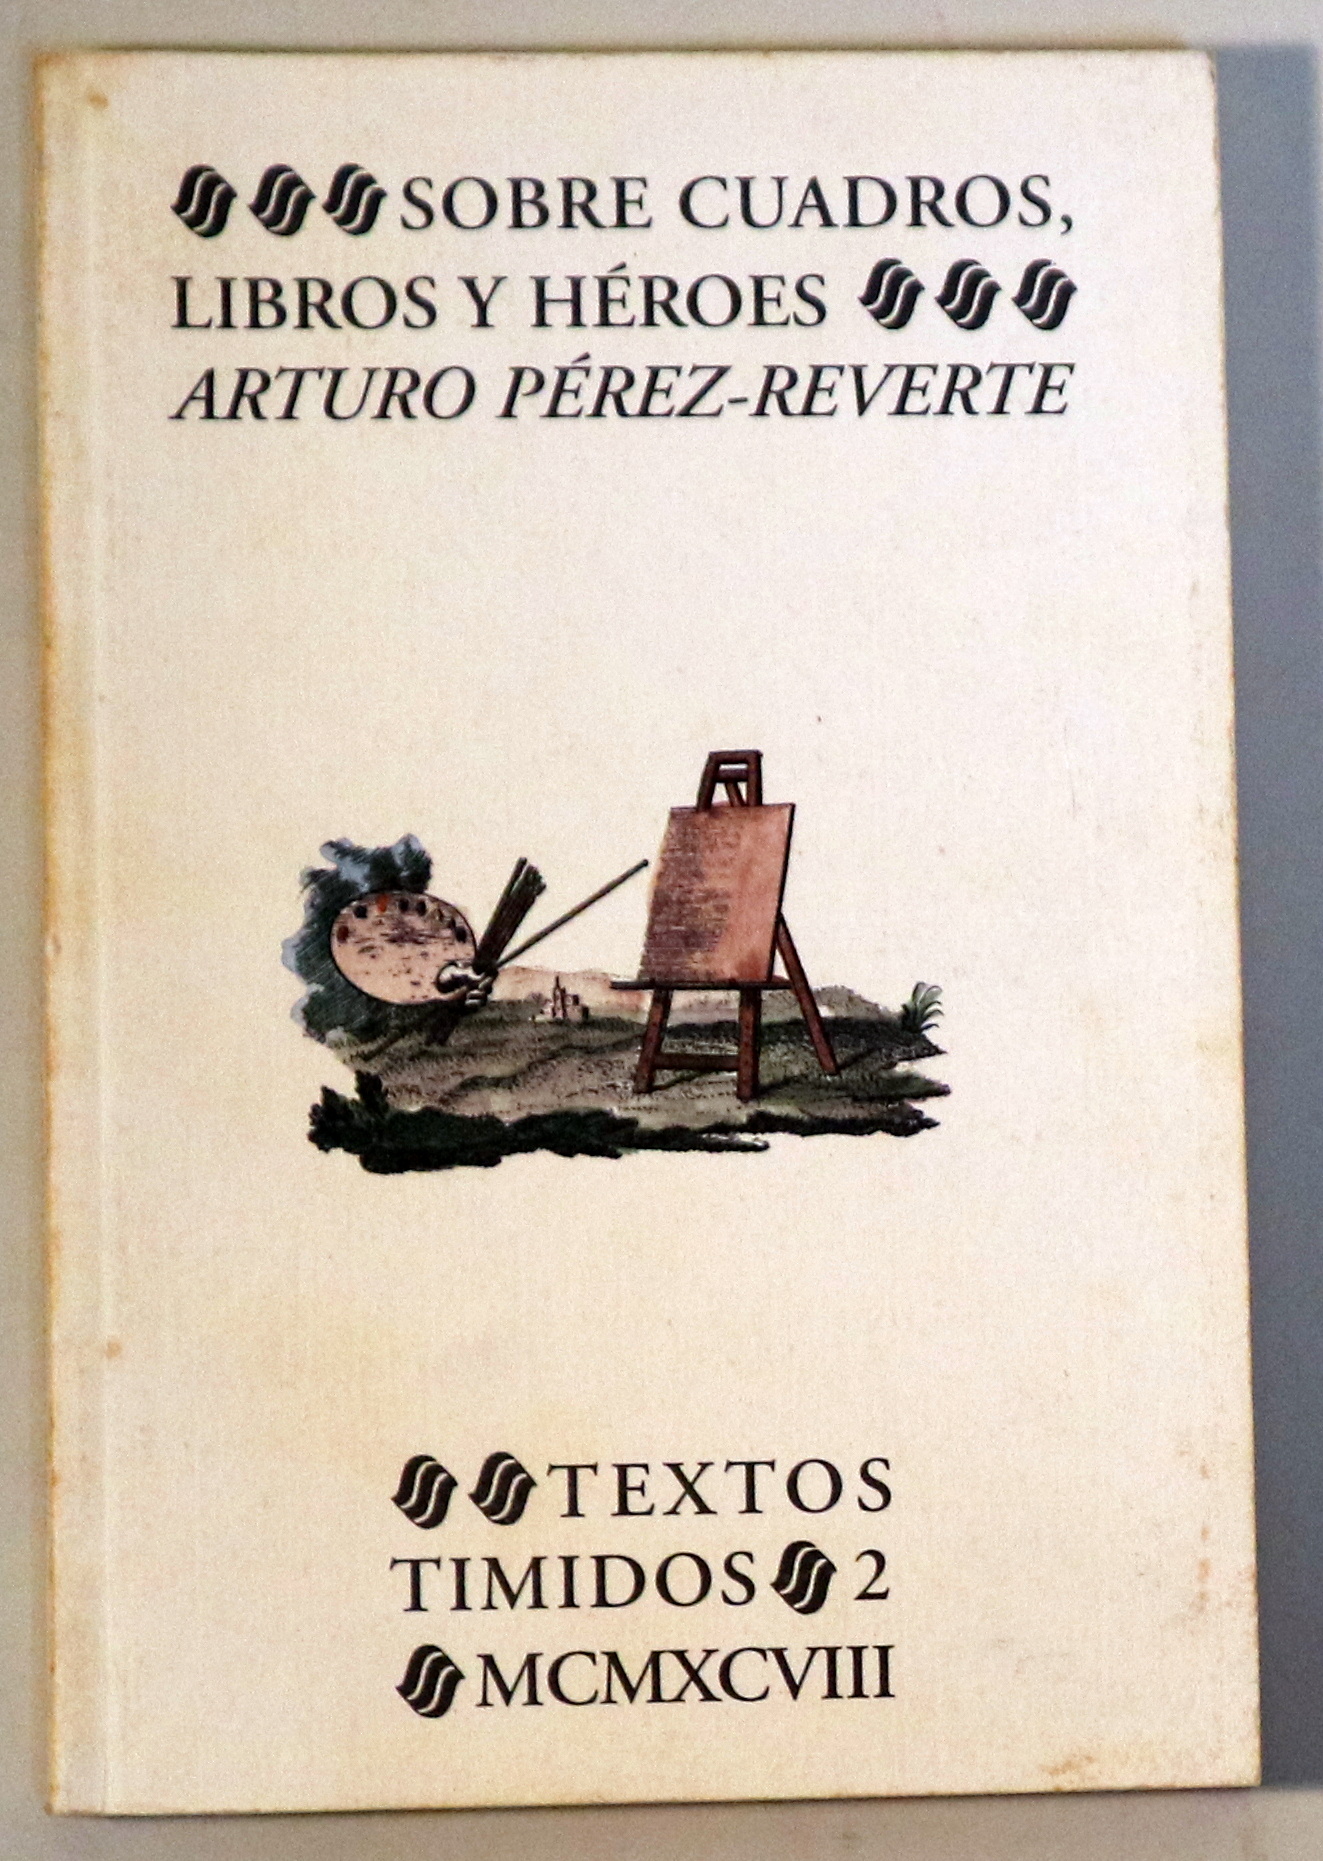 SOBRE CUADROS,
LIBROS Y HÉROES
ARTURO PÉREZ-REVERTE
TEXTOS
TIMIDOS 2
MCMXCVIII